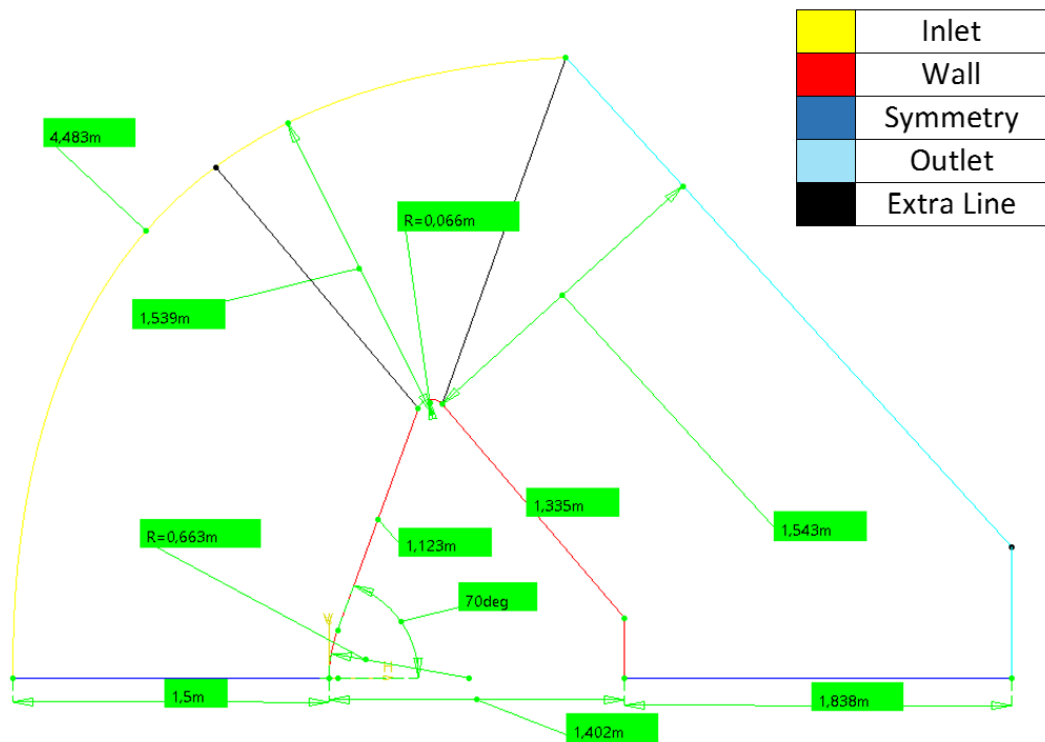 Inlet
Wall
Symmetry
Outlet
Extra Line
4,483m
R=0,066m
1,539m
1,335m
1,543m
R=0,663m
1,123m
70deg
V
H
1,5m
1,838m
1,402m